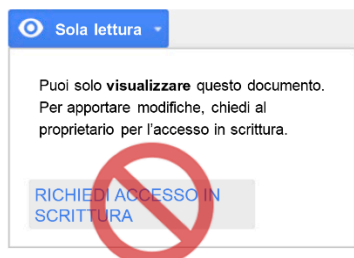 Sola lettura
Puoi solo visualizzare questo documento.
Per apportare modifiche, chiedi al
proprietario per l'accesso in scrittura.
RICHIEDI ACCESSO IN
SCRITTURA